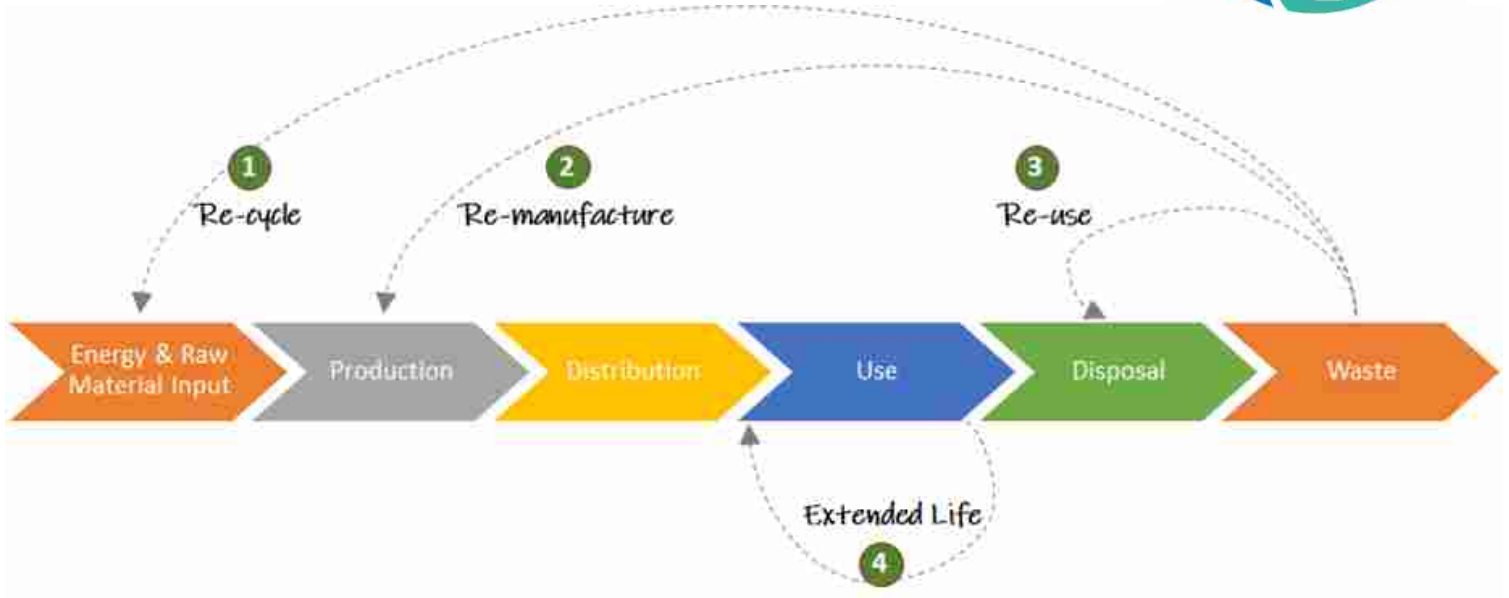 1
Re-cycle
2
Re-manufacture
3
Re-use
Energy & Raw
Material Input
Production
Distribution
Use
Disposal
Waste
Extended Life
4